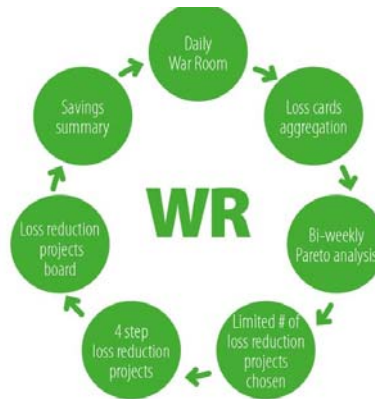 Daily
War Room
Loss cards
aggregation
Bi-weekly
Pareto analysis
Limited # of
loss reduction
projects
chosen
4 step
loss reduction
projects
Loss reduction
projects
board
Savings
summary
WR